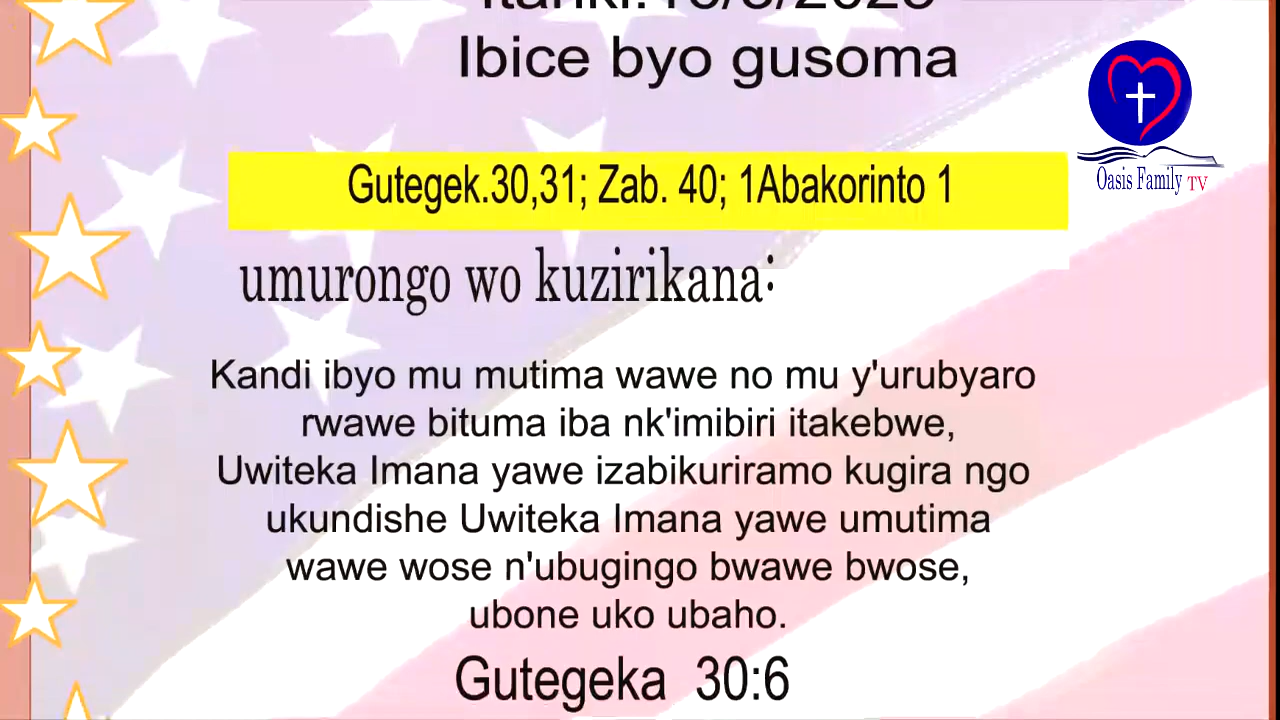 Ibice byo gusoma
Gutegek.30,31; Zab. 40; 1Abakorinto 1
Oasis Family TV
umurongo wo kuzirikana:
Kandi ibyo mu mutima wawe no mu y'urubyaro
rwawe bituma iba nk'imibiri itakebwe,
Uwiteka Imana yawe izabikuriramo kugira ngo
ukundishe Uwiteka Imana yawe umutima
wawe wose n'ubugingo bwawe bwose,
ubone uko ubaho.
Gutegeka 30:6